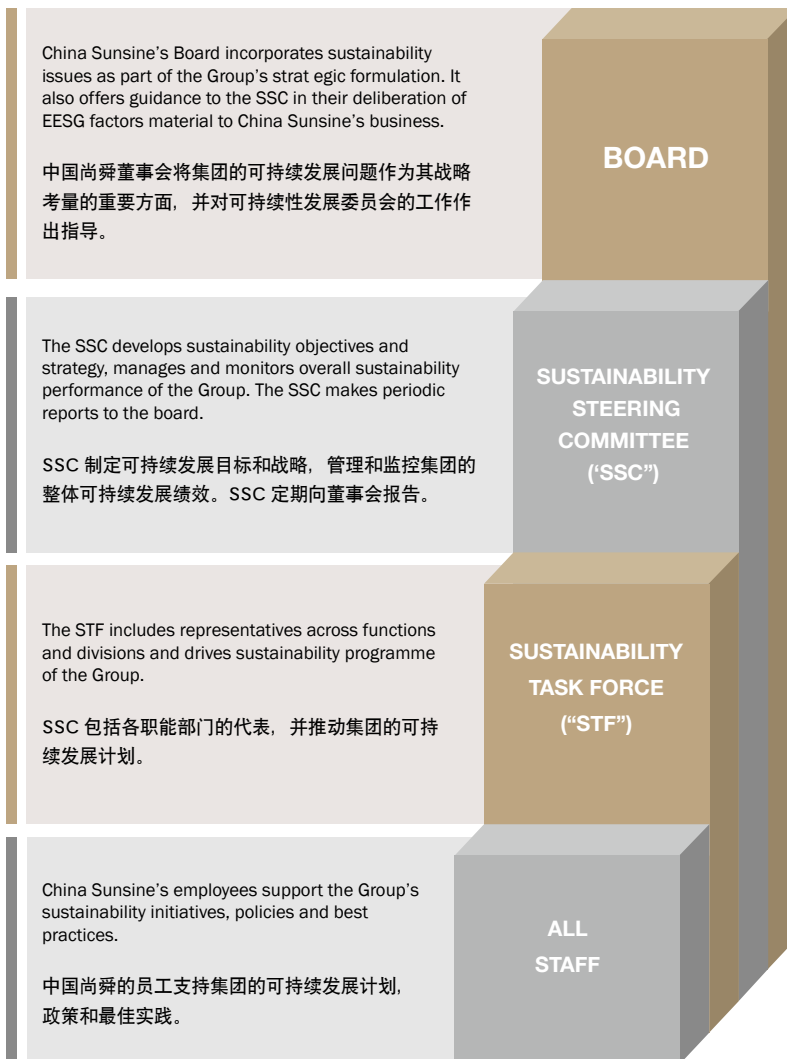 China Sunsine’s Board incorporates sustainability
issues as part of the Group’s strat egic formulation. It
also offers guidance to the SSC in their deliberation of
EESG factors material to China Sunsine’s business.
中国尚舜董事会将集团的可持续发展问题作为其战略
考量的重要方面，并对可持续性发展委员会的工作作
出指导。
BOARD
The SSC develops sustainability objectives and
strategy, manages and monitors overall sustainability
performance of the Group. The SSC makes periodic
reports to the board.
SSC 制定可持续发展目标和战略，管理和监控集团的
整体可持续发展绩效。SSC 定期向董事会报告。
SUSTAINABILITY
STEERING
COMMITTEE
(‘SSC”)
The STF includes representatives across functions
and divisions and drives sustainability programme
of the Group.
SSC 包括各职能部门的代表，并推动集团的可持
续发展计划。
SUSTAINABILITY
TASK FORCE
(“STF”)
China Sunsine’s employees support the Group’s
sustainability initiatives, policies and best
practices.
中国尚舜的员工支持集团的可持续发展计划，
政策和最佳实践。
ALL
STAFF